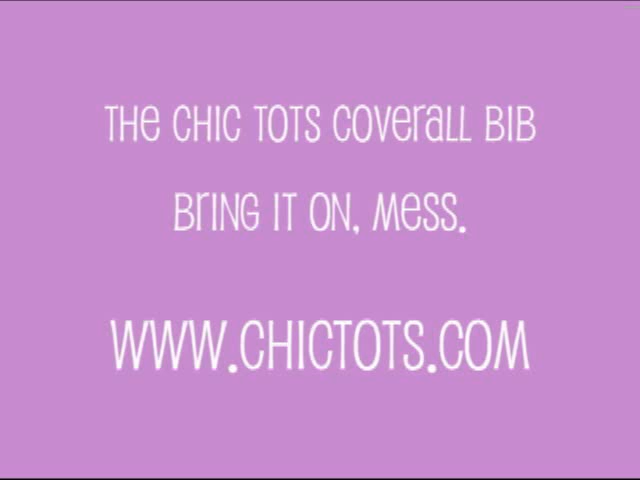 THE CHIC TOTS COVERALL BIB
BRING IT ON, MESS.
WWW.CHICTOTS.COM